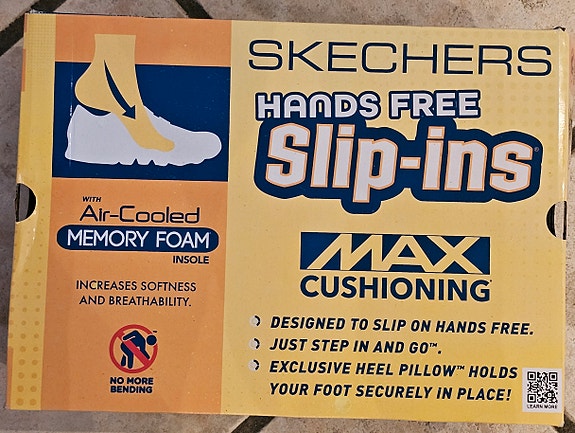 SKECHERS
HANDS FREE
Slip-ins®
WITH
Air-Cooled
MEMORY FOAM
INSOLE
INCREASES SOFTNESS
AND BREATHABILITY.
NO MORE
BENDING
MAX
CUSHIONING
DESIGNED TO SLIP ON HANDS FREE.
JUST STEP IN AND GO™.
EXCLUSIVE HEEL PILLOW™ HOLDS
YOUR FOOT SECURELY IN PLACE!
LEARN MORE